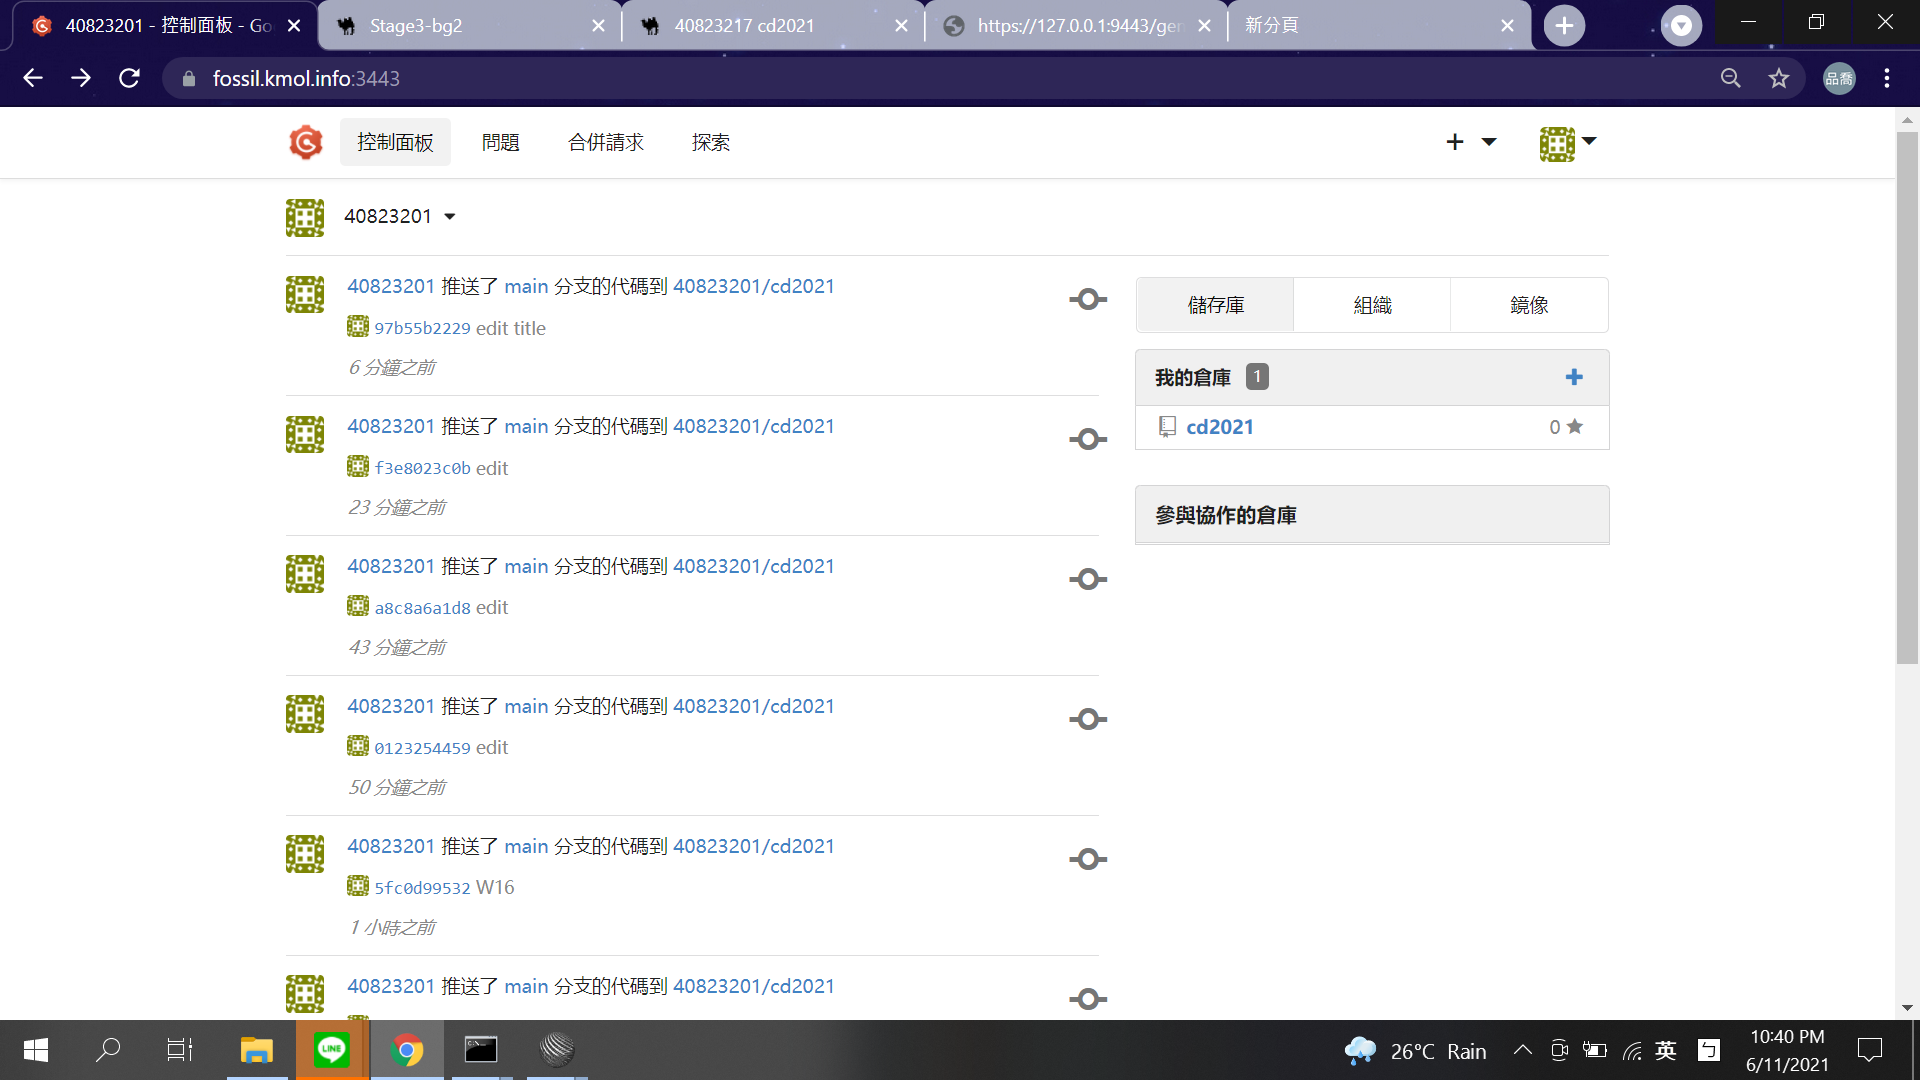 40823201 - 控制面板 - Go
Stage3-bg2
40823217 cd2021
https://127.0.0.1:9443/gen
新分頁
fossil.kmol.info:3443
品喬
控制面板
問題
合併請求
探索
40823201
40823201 推送了 main 分支的代碼到 40823201/cd2021
97b55b2229 edit title
6 分鐘之前
40823201 推送了 main 分支的代碼到 40823201/cd2021
f3e8023c0b edit
23 分鐘之前
40823201 推送了 main 分支的代碼到 40823201/cd2021
a8c8a6a1d8 edit
43 分鐘之前
40823201 推送了 main 分支的代碼到 40823201/cd2021
0123254459 edit
50 分鐘之前
40823201 推送了 main 分支的代碼到 40823201/cd2021
5fc0d99532 W16
1 小時之前
40823201 推送了 main 分支的代碼到 40823201/cd2021
儲存庫
組織
鏡像
我的倉庫 1
cd2021 0
參與協作的倉庫
LINE
26°C Rain
英
ㄅ
10:40 PM
6/11/2021